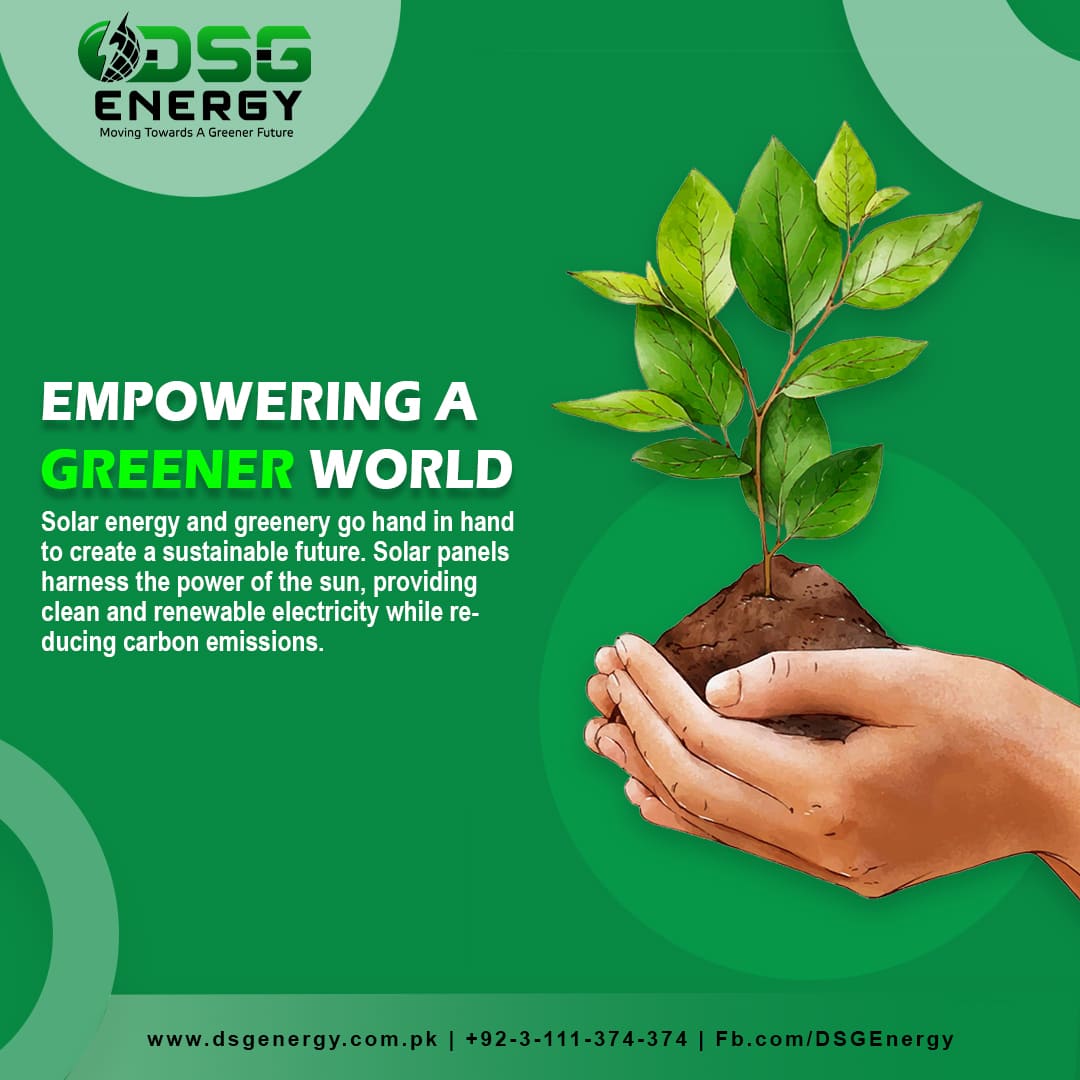 DSG
ENERGY
Moving Towards A Greener Future
EMPOWERING A
GREENER WORLD
Solar energy and greenery go hand in hand
to create a sustainable future. Solar panels
harness the power of the sun, providing
clean and renewable electricity while re-
ducing carbon emissions.
www.dsgenergy.com.pk | +92-3-111-374-374 | Fb.com/DSGEnergy